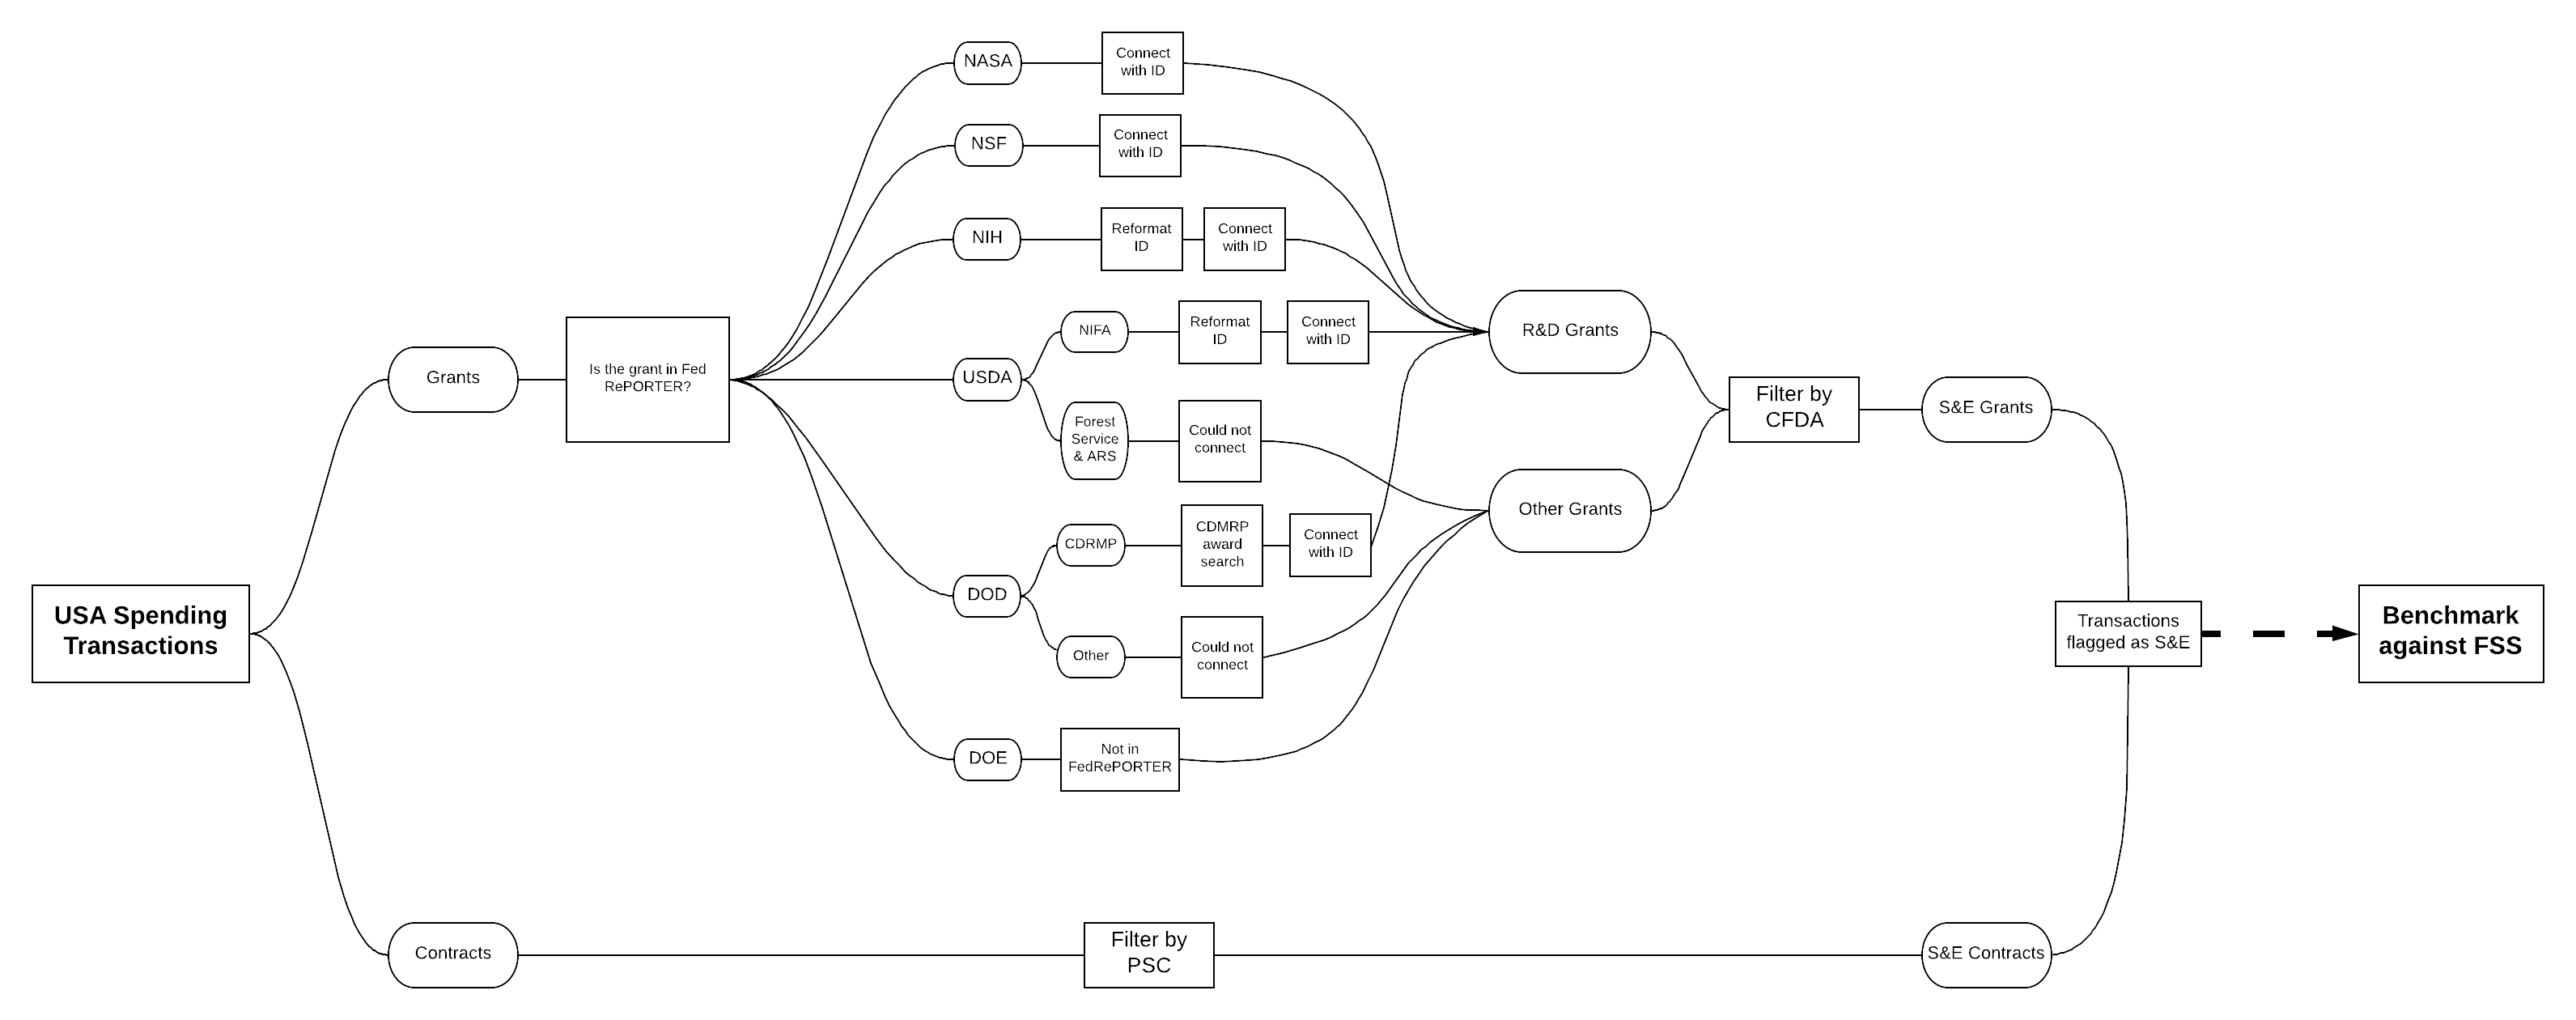 NASA
Connect
with ID
NSF
Connect
with ID
NIH
Reformat
ID
Connect
with ID
Grants
Is the grant in Fed
RePORTER?
USDA
NIFA
Reformat
ID
Connect
with ID
Forest
Service
& ARS
Could not
connect
R&D Grants
Other Grants
Filter by
CFDA
S&E Grants
DOD
CDRMP
CDMRP
award
search
Connect
with ID
Other
Could not
connect
DOE
Not in
FedRePORTER
USA Spending
Transactions
Transactions
flagged as S&E
Benchmark
against FSS
Contracts
Filter by
PSC
S&E Contracts